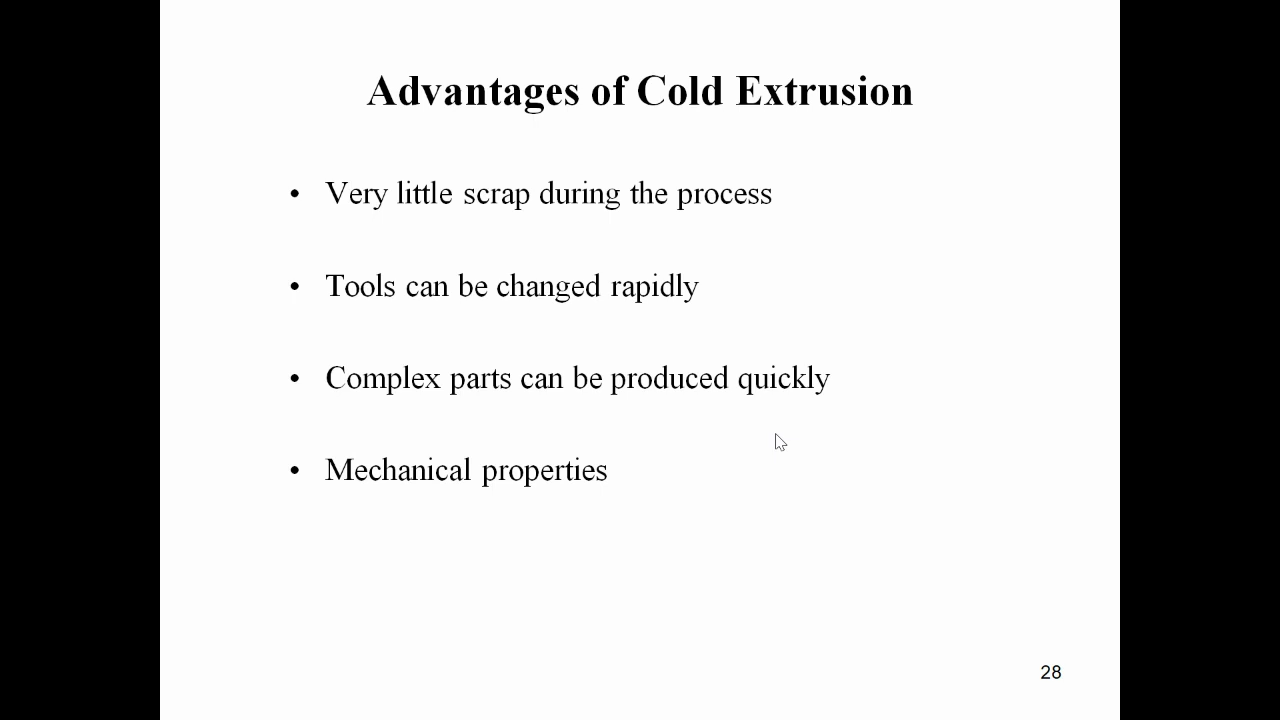 Advantages of Cold Extrusion
• Very little scrap during the process
• Tools can be changed rapidly
• Complex parts can be produced quickly
• Mechanical properties
28